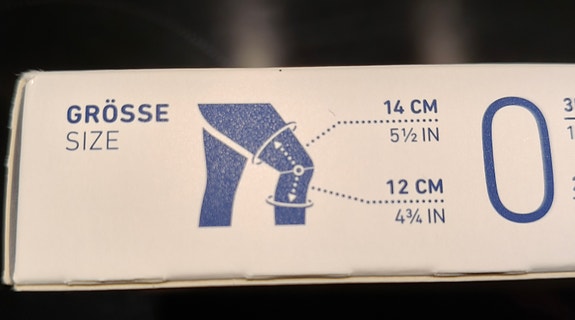 GRÖSSE
SIZE
14 CM
5½ IN
12 CM
4¾ IN
0